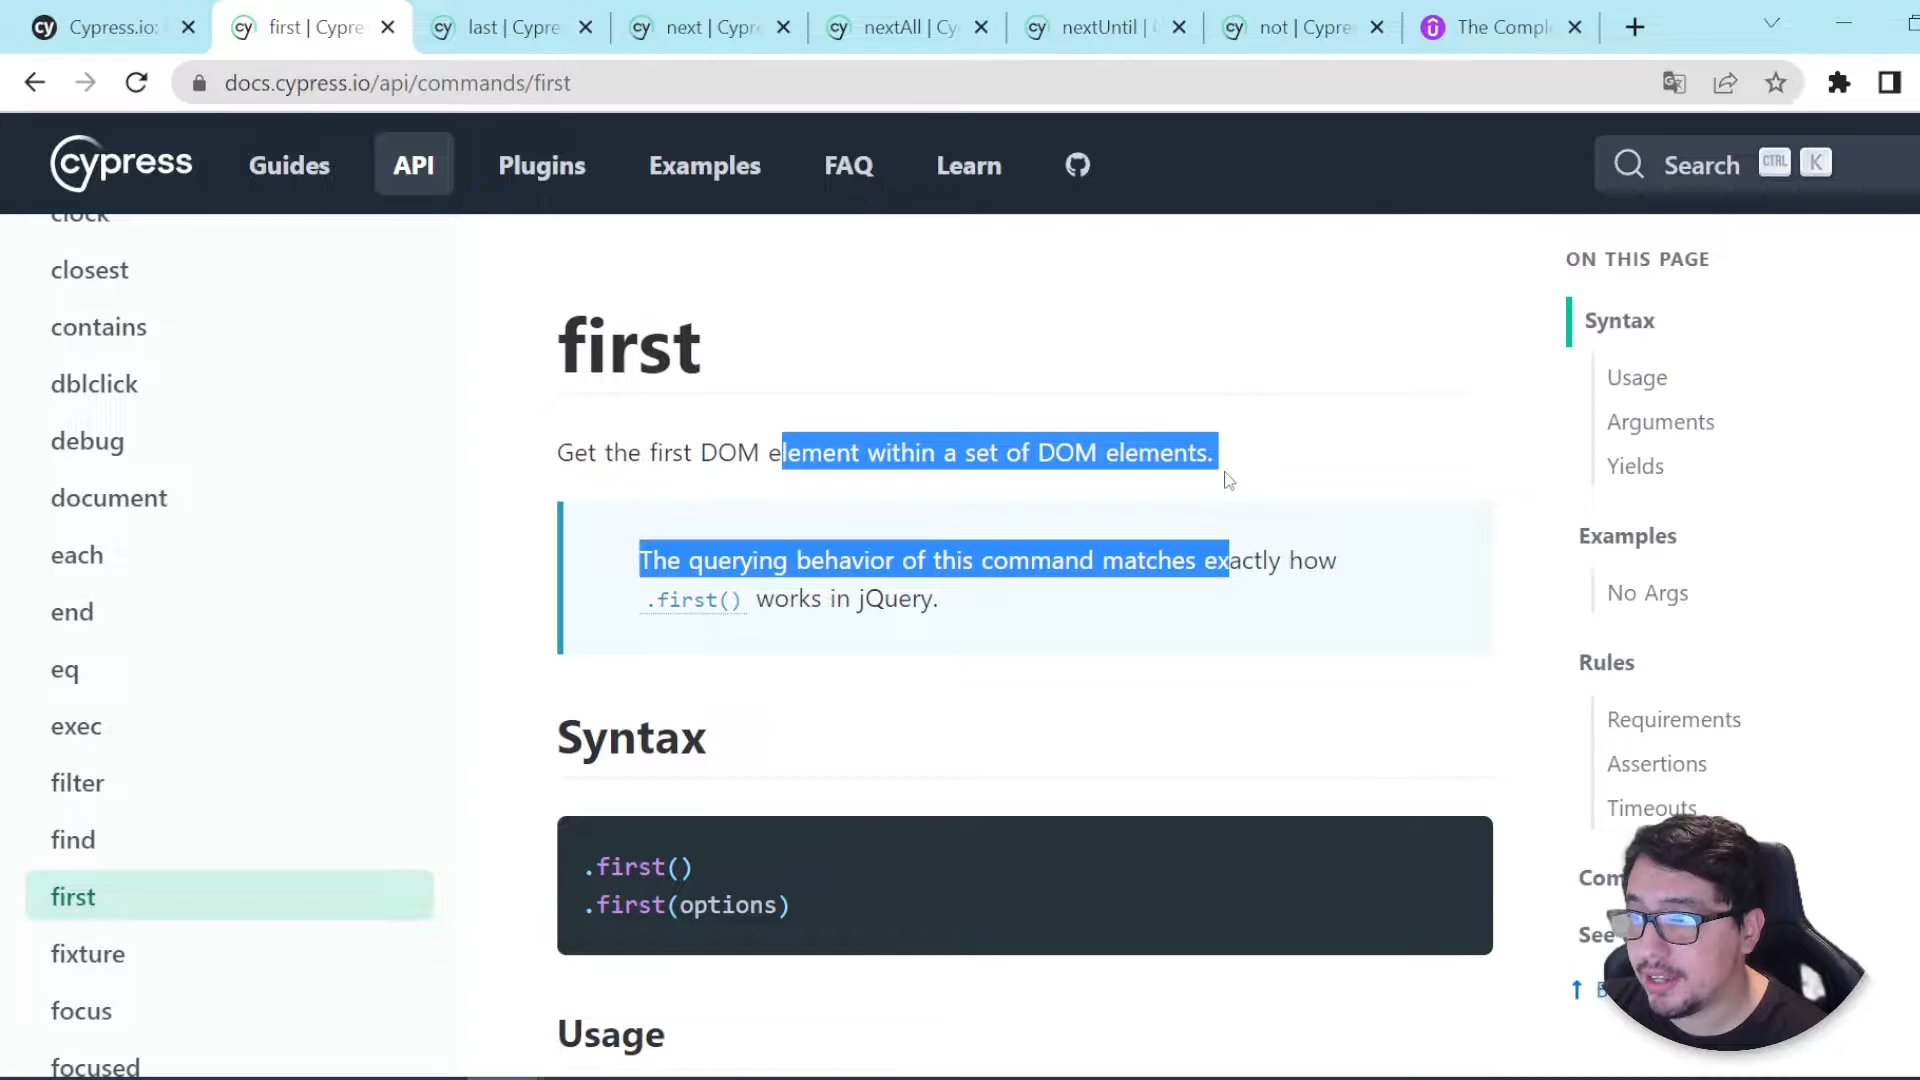 Cypress.io:
first | Cypre
last | Cypre
next | Cypr
nextAll | Cy
nextUntil |
not | Cypre
The Compl
docs.cypress.io/api/commands/first
cypress
Guides
API
Plugins
Examples
FAQ
Learn
Search
CTRL
K
clock
closest
contains
dblclick
debug
document
each
end
eq
exec
filter
find
first
fixture
focus
focused
first
Get the first DOM element within a set of DOM elements.
The querying behavior of this command matches exactly how
.first() works in jQuery.
Syntax
.first()
.first(options)
Usage
ON THIS PAGE
Syntax
Usage
Arguments
Yields
Examples
No Args
Rules
Requirements
Assertions
Timeouts
Com
See